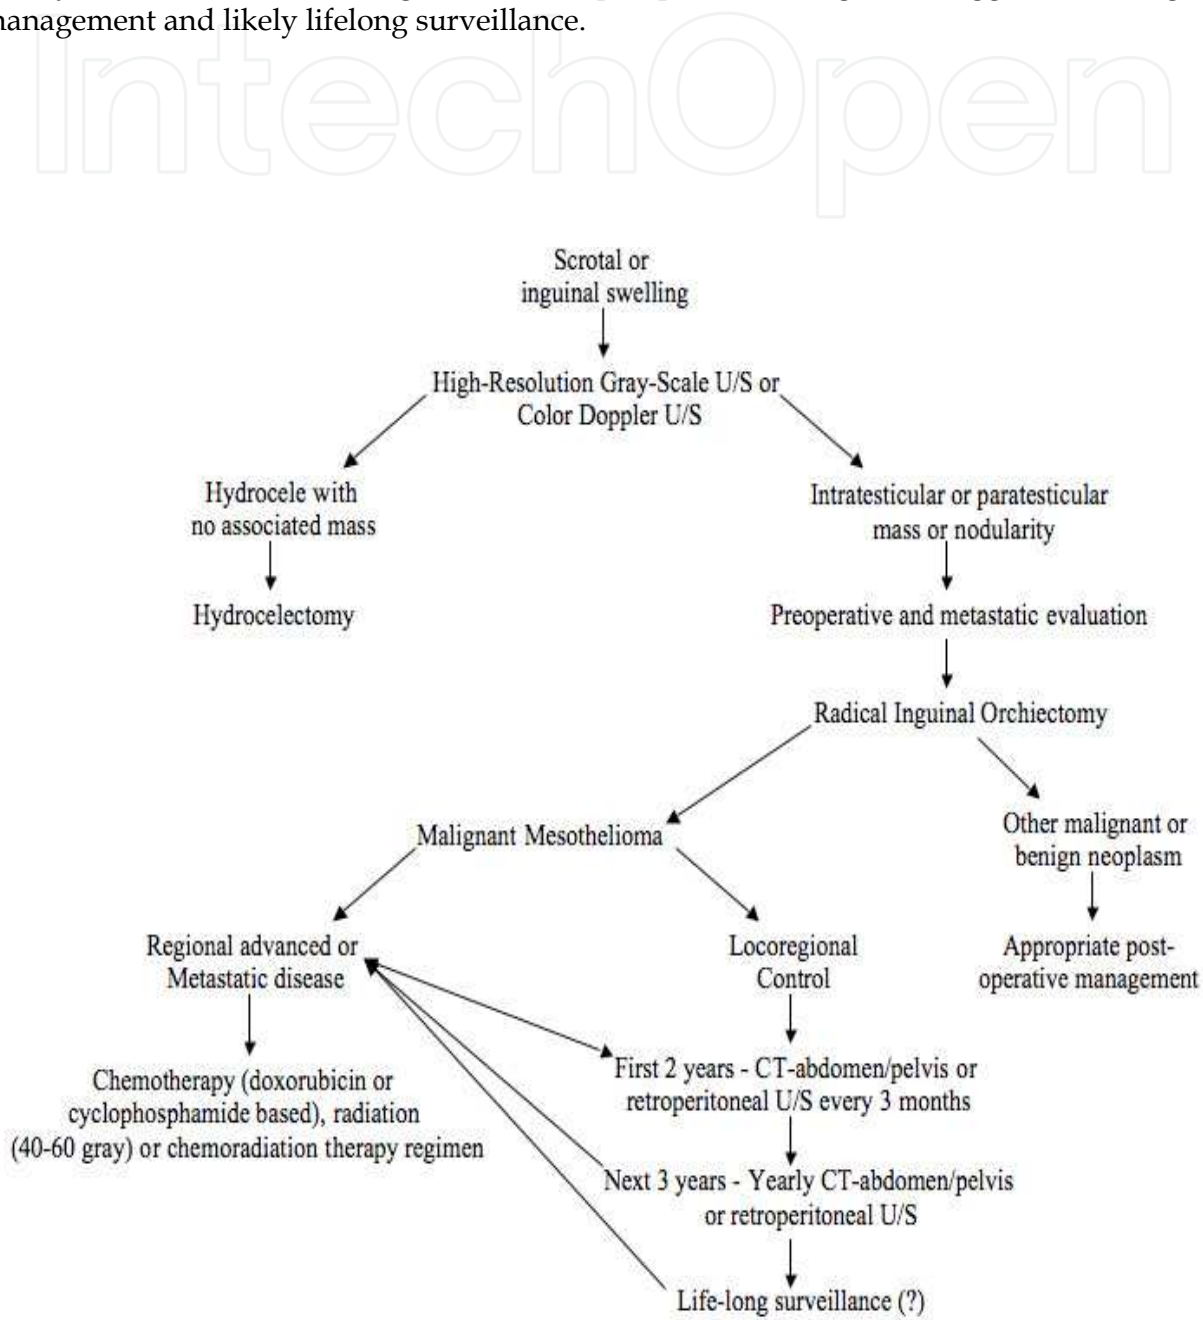 management and likely lifelong surveillance.
IntechOpen
Scrotal or
inguinal swelling
High-Resolution Gray-Scale U/S or
Color Doppler U/S
Hydrocele with
no associated mass
Intratesticular or paratesticular
mass or nodularity
Hydrocelectomy
Preoperative and metastatic evaluation
Radical Inguinal Orchiectomy
Malignant Mesothelioma
Other malignant or
benign neoplasm
Regional advanced or
Metastatic disease
Locoregional
Control
Appropriate post-
operative management
Chemotherapy (doxorubicin or
cyclophosphamide based), radiation
(40-60 gray) or chemoradiation therapy regimen
First 2 years - CT-abdomen/pelvis or
retroperitoneal U/S every 3 months
Next 3 years - Yearly CT-abdomen/pelvis
or retroperitoneal U/S
Life-long surveillance (?)